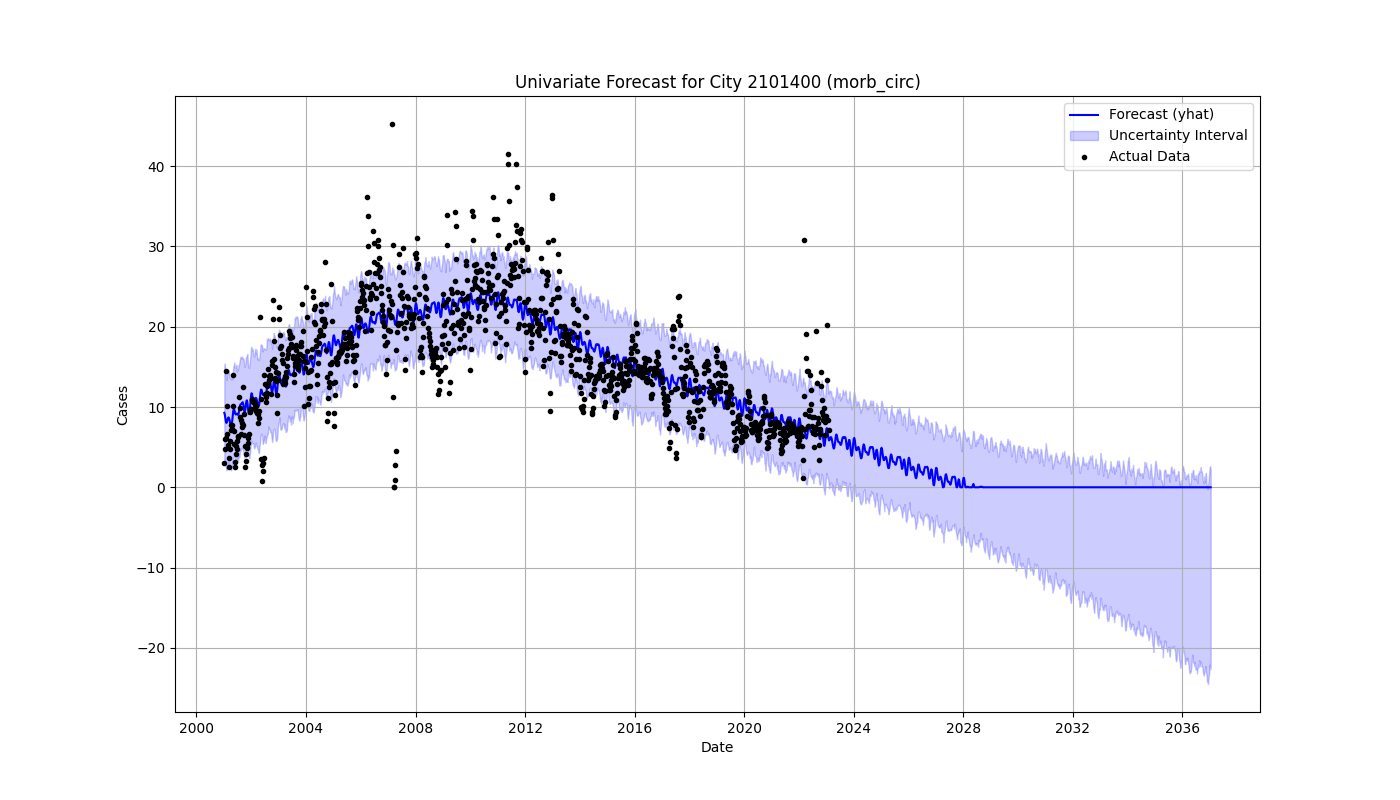 Univariate Forecast for City 2101400 (morb_circ)
Forecast (yhat)
Uncertainty Interval
Actual Data
Cases
40
30
20
10
0
−10
−20
2000 2004 2008 2012 2016 2020 2024 2028 2032 2036
Date